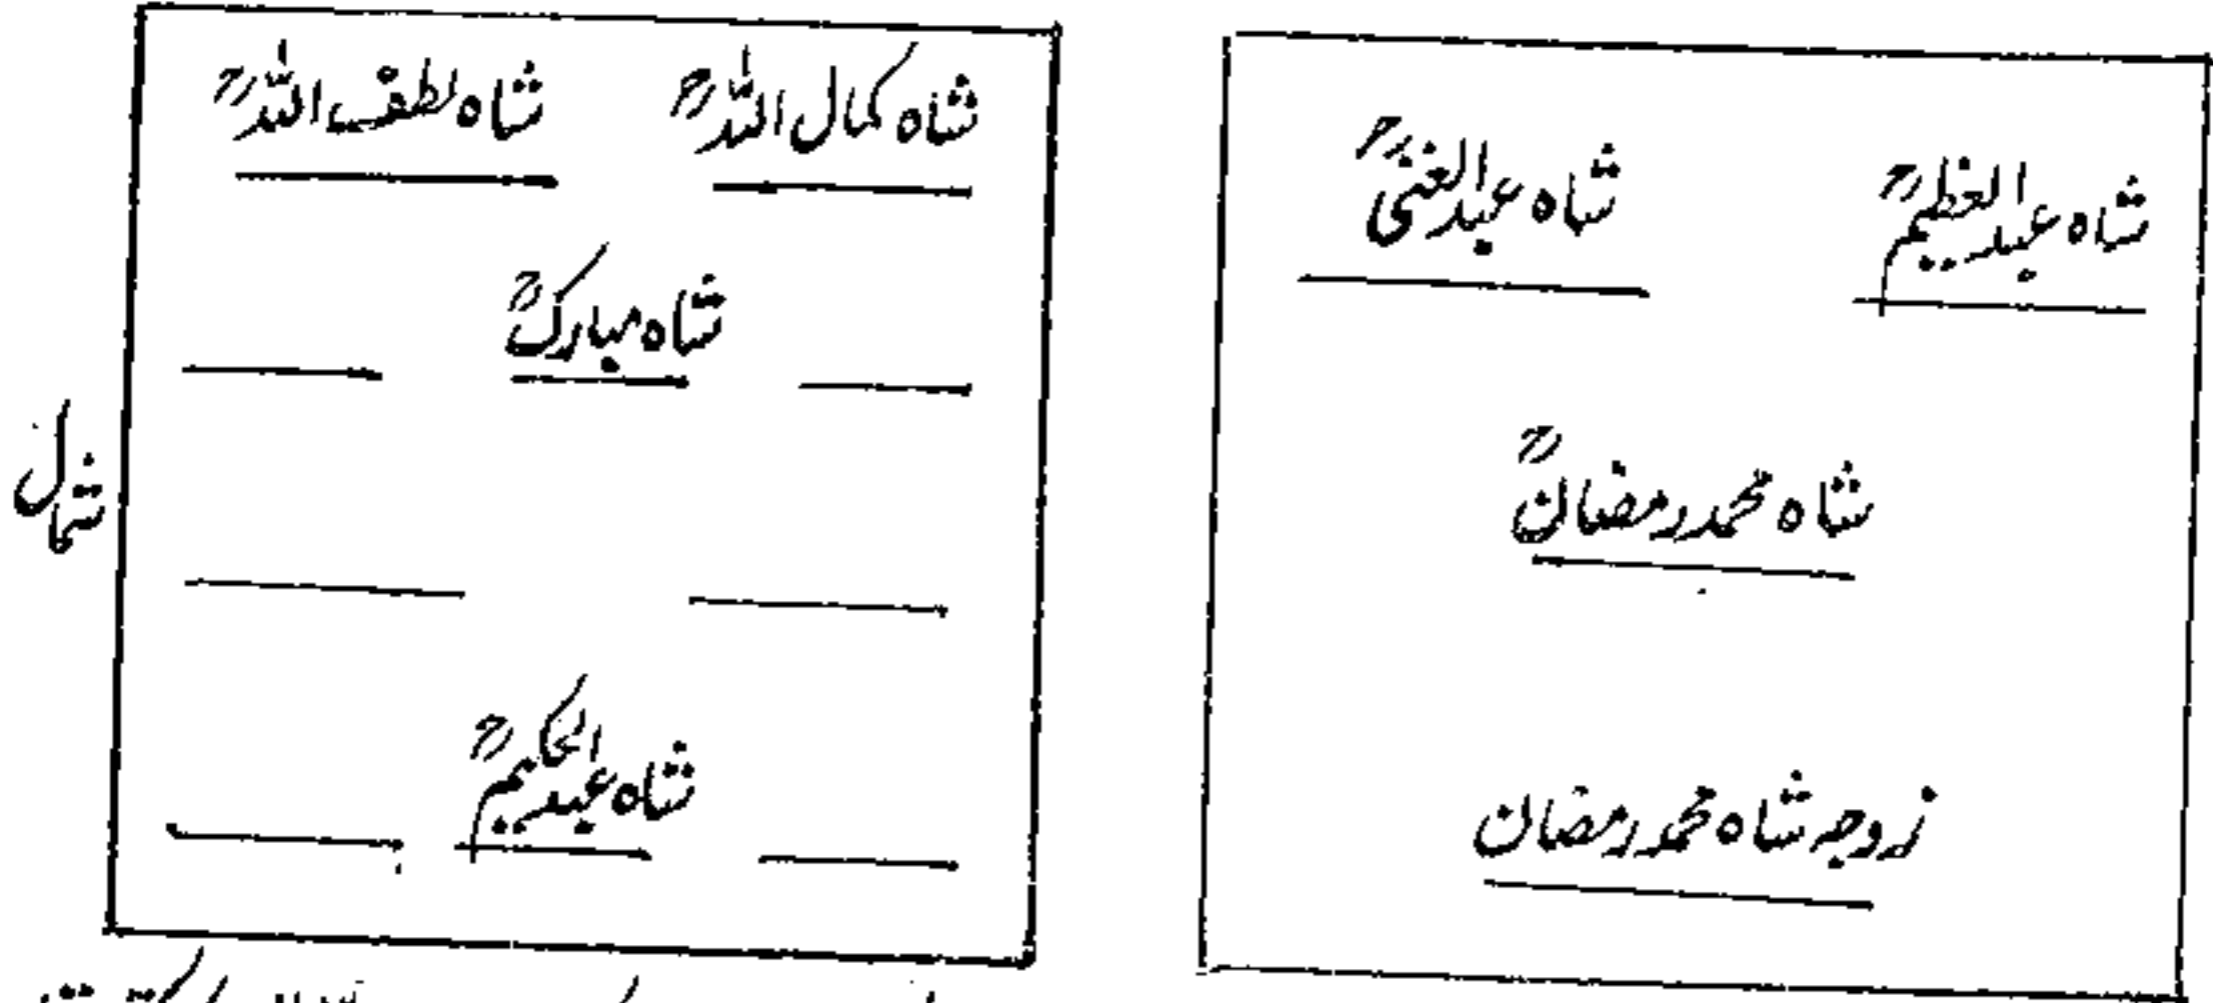 شاہ عبدالعظیمؒ
شاہ عبدالغنیؒ
شاہ محمد رمضانؒ
زوجہ شاہ محمد رمضان
شاہ کمال اللہؒ
شاہ لطف اللہؒ
شاہ مبارکؒ
شاہ عبدالحکیمؒ
شمال